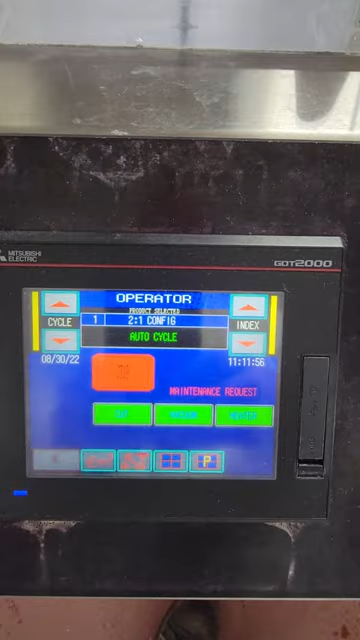 MITSUBISHI
ELECTRIC
GOT2000
OPERATOR
PRODUCT SELECTED
CYCLE
1
2:1 CONFIG
INDEX
AUTO CYCLE
08/30/22
11:11:56
MAINTENANCE REQUEST
P